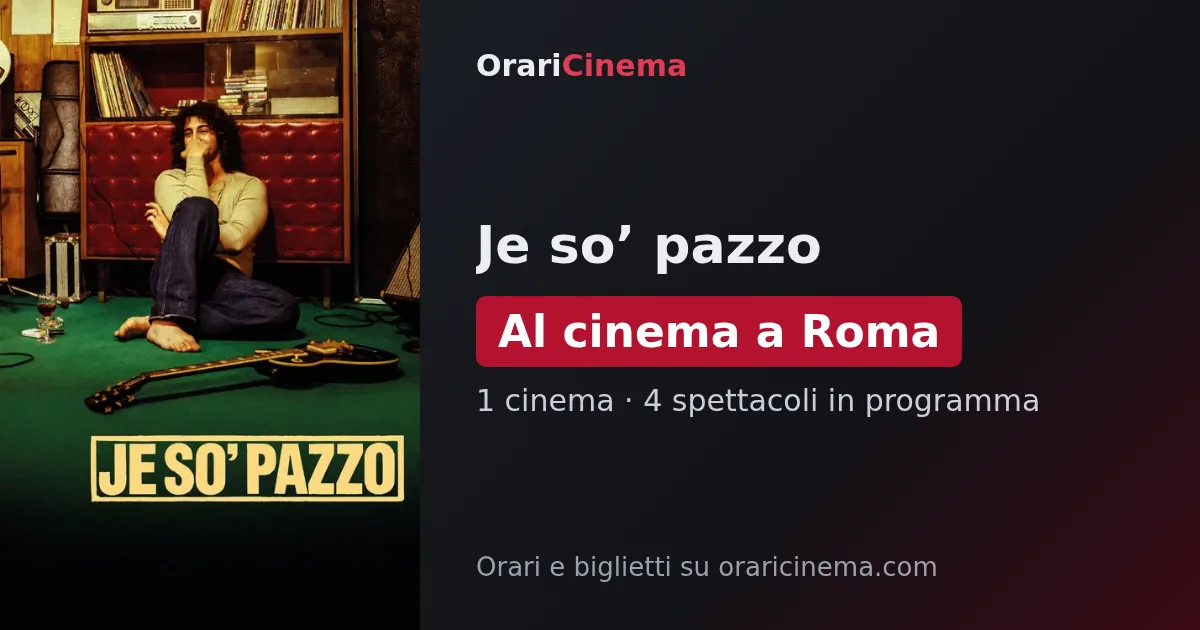 OrariCinema
Je so’ pazzo
Al cinema a Roma
1 cinema · 4 spettacoli in programma
Orari e biglietti su oraricinema.com
JE SO’ PAZZO